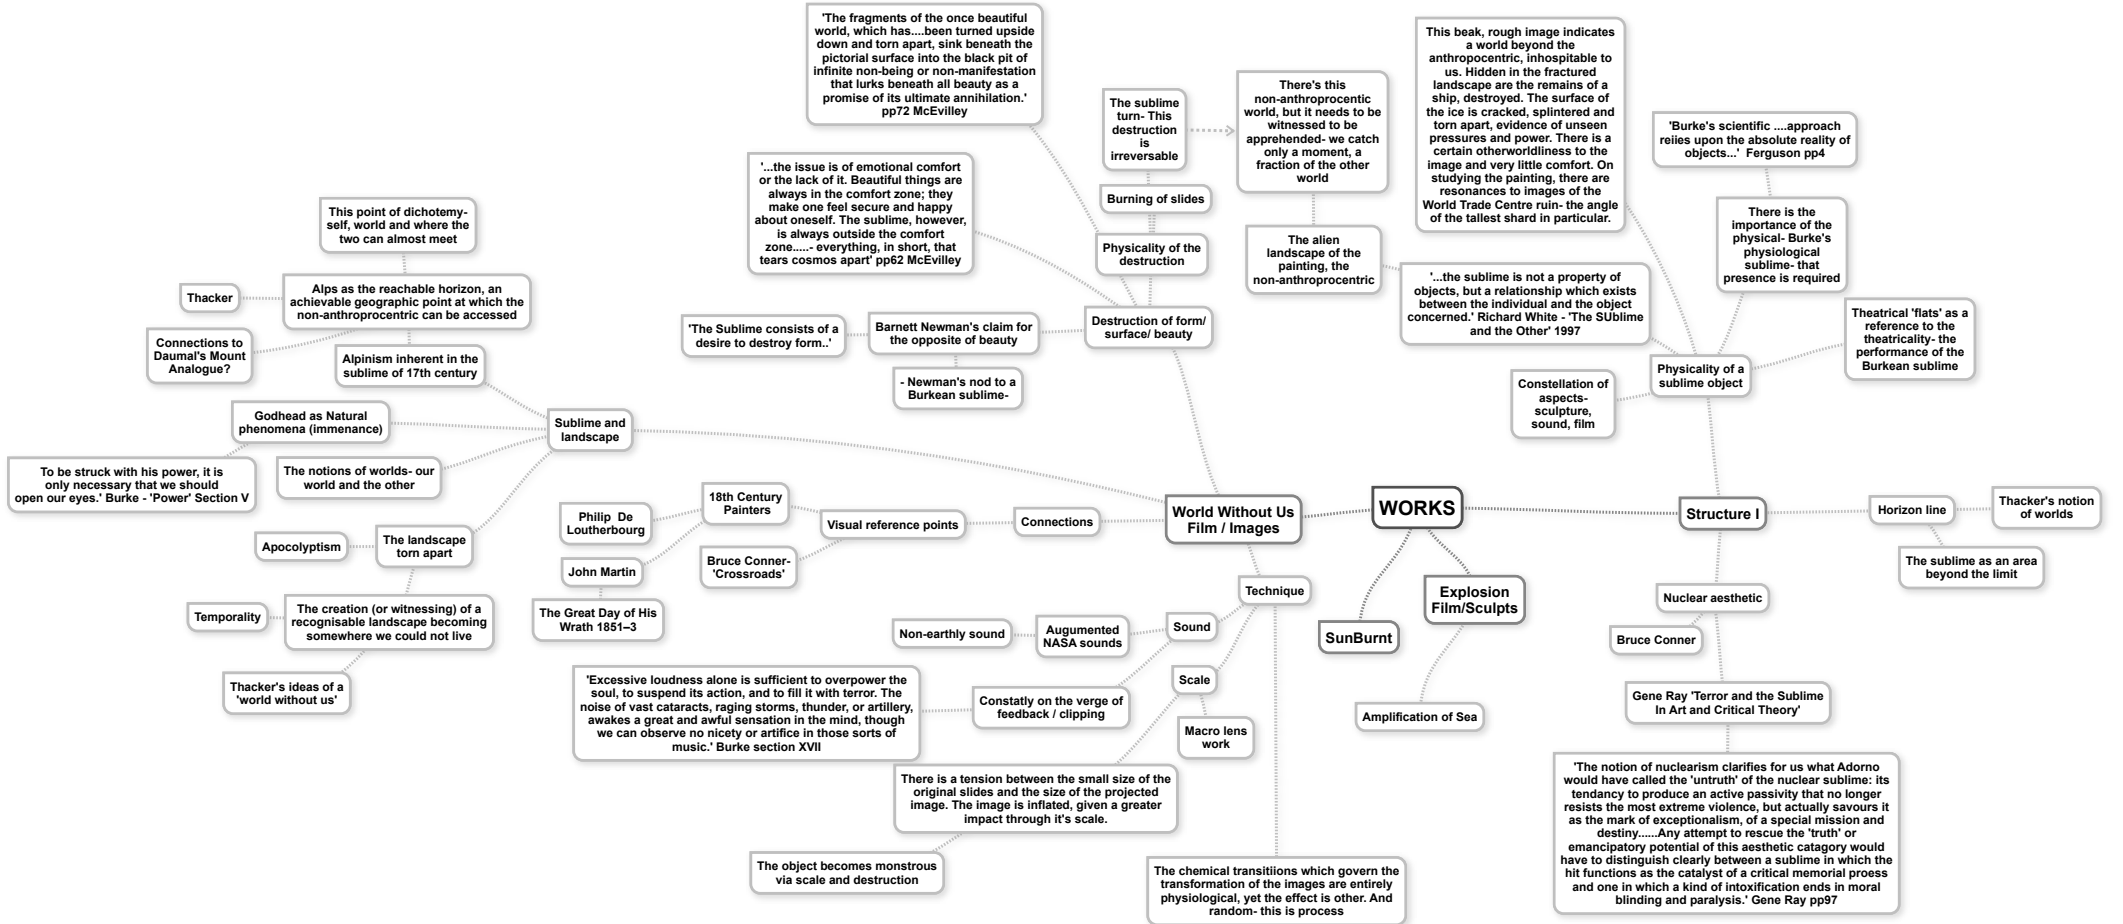 'The fragments of the once beautiful
world, which has....been turned upside
down and torn apart, sink beneath the
pictorial surface into the black pit of
infinite non-being or non-manifestation
that lurks beneath all beauty as a
promise of its ultimate annihilation.'
pp72 McEvilley
'...the issue is of emotional comfort
or the lack of it. Beautiful things are
always in the comfort zone; they
make one feel secure and happy
about oneself. The sublime, however,
is always outside the comfort
zone.....- everything, in short, that
tears cosmos apart' pp62 McEvilley
The sublime
turn- This
destruction
is
irreversable
Burning of slides
Physicality of the
destruction
There's this
non-anthroprocentic
world, but it needs to be
witnessed to be
apprehended- we catch
only a moment, a
fraction of the other
world
The alien
landscape of the
painting, the
non-anthroprocentric
This beak, rough image indicates
a world beyond the
anthropocentric, inhospitable to
us. Hidden in the fractured
landscape are the remains of a
ship, destroyed. The surface of
the ice is cracked, splintered and
torn apart, evidence of unseen
pressures and power. There is a
certain otherworldliness to the
image and very little comfort. On
studying the painting, there are
resonances to images of the
World Trade Centre ruin- the angle
of the tallest shard in particular.
'Burke's scientific ....approach
reiies upon the absolute reality of
objects...'  Ferguson pp4
There is the
importance of the
physical- Burke's
physiological
sublime- that
presence is required
'...the sublime is not a property of
objects, but a relationship which exists
between the individual and the object
concerned.' Richard White - 'The SUblime
and the Other' 1997
Theatrical 'flats' as a
reference to the
theatricality- the
performance of the
Burkean sublime
Physicality of a
sublime object
Constellation of
aspects-
sculpture,
sound, film
This point of dichotemy-
self, world and where the
two can almost meet
Thacker
Alps as the reachable horizon, an
achievable geographic point at which the
non-anthroprocentric can be accessed
Connections to
Daumal's Mount
Analogue?
Alpinism inherent in the
sublime of 17th century
'The Sublime consists of a
desire to destroy form..'
Barnett Newman's claim for
the opposite of beauty
Destruction of form/
surface/ beauty
- Newman's nod to a
Burkean sublime-
Godhead as Natural
phenomena (immenance)
Sublime and
landscape
To be struck with his power, it is
only necessary that we should
open our eyes.' Burke - 'Power' Section V
The notions of worlds- our
world and the other
Apocolyptism
The landscape
torn apart
Temporality
The creation (or witnessing) of a
recognisable landscape becoming
somewhere we could not live
Thacker's ideas of a
'world without us'
18th Century
Painters
Philip  De
Loutherbourg
Visual reference points
Connections
Bruce Conner-
'Crossroads'
John Martin
The Great Day of His
Wrath 1851–3
World Without Us
Film / Images
WORKS
Structure I
Horizon line
Thacker's notion
of worlds
The sublime as an area
beyond the limit
SunBurnt
Explosion
Film/Sculpts
Amplification of Sea
Nuclear aesthetic
Bruce Conner
Gene Ray 'Terror and the Sublime
In Art and Critical Theory'
'The notion of nuclearism clarifies for us what Adorno
would have called the 'untruth' of the nuclear sublime: its
tendency to produce an active passivity that no longer
resists the most extreme violence, but actually savours it
as the mark of exceptionalism, of a special mission and
destiny......Any attempt to rescue the 'truth' or
emancipatory potential of this aesthetic catagory would
have to distinguish clearly between a sublime in which the
hit functions as the catalyst of a critical memorial proess
and one in which a kind of intoxification ends in moral
blinding and paralysis.' Gene Ray pp97
Technique
Sound
Augumented
NASA sounds
Non-earthly sound
Constatly on the verge of
feedback / clipping
'Excessive loudness alone is sufficient to overpower the
soul, to suspend its action, and to fill it with terror. The
noise of vast cataracts, raging storms, thunder, or artillery,
awakes a great and awful sensation in the mind, though
we can observe no nicety or artifice in those sorts of
music.' Burke section XVII
Scale
Macro lens
work
There is a tension between the small size of the
original slides and the size of the projected
image. The image is inflated, given a greater
impact through it's scale.
The object becomes monstrous
via scale and destruction
The chemical transitiions which govern the
transformation of the images are entirely
physiological, yet the effect is other. And
random- this is process